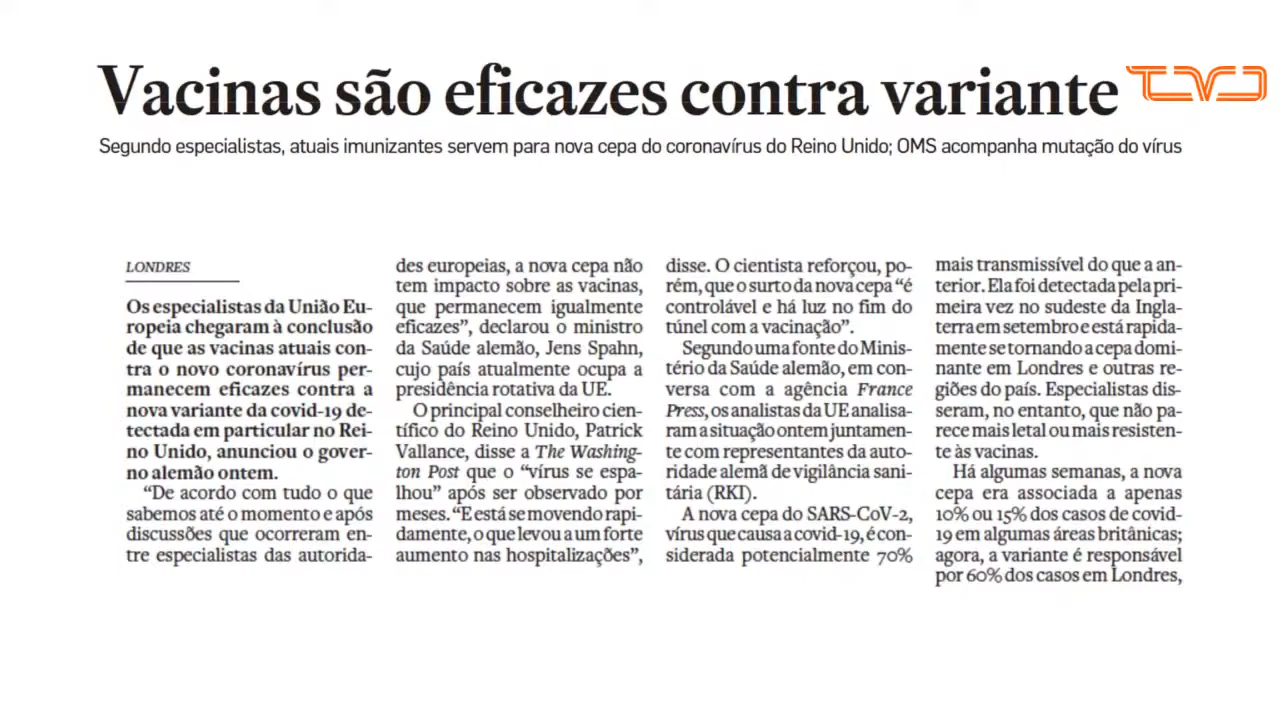 Vacinas são eficazes contra variante
TVJ
Segundo especialistas, atuais imunizantes servem para nova cepa do coronavírus do Reino Unido; OMS acompanha mutação do vírus
LONDRES
Os especialistas da União Eu-
ropeia chegaram à conclusão
de que as vacinas atuais con-
tra o novo coronavírus per-
manecem eficazes contra a
nova variante da covid-19 de-
tectada em particular no Rei-
no Unido, anunciou o gover-
no alemão ontem.
“De acordo com tudo o que
sabemos até o momento e após
discussões que ocorreram en-
tre especialistas das autorida-
des europeias, a nova cepa não
tem impacto sobre as vacinas,
que permanecem igualmente
eficazes”, declarou o ministro
da Saúde alemão, Jens Spahn,
cujo país atualmente ocupa a
presidência rotativa da UE.
O principal conselheiro cien-
tífico do Reino Unido, Patrick
Vallance, disse a The Washing-
ton Post que o “vírus se espa-
lhou” após ser observado por
meses. “E está se movendo rapi-
damente, o que levou a um forte
aumento nas hospitalizações”,
disse. O cientista reforçou, po-
rém, que o surto da nova cepa “é
controlável e há luz no fim do
túnel com a vacinação”.
Segundo uma fonte do Minis-
tério da Saúde alemão, em con-
versa com a agência France
Press, os analistas da UE analisa-
ram a situação ontem juntamen-
te com representantes da auto-
ridade alemã de vigilância sani-
tária (RKI).
A nova cepa do SARS-CoV-2,
vírus que causa a covid-19, é con-
siderada potencialmente 70%
mais transmissível do que a an-
terior. Ela foi detectada pela pri-
meira vez no sudeste da Ingla-
terra em setembro e está rapida-
mente se tornando a cepa domi-
nante em Londres e outras re-
giões do país. Especialistas dis-
seram, no entanto, que não pa-
rece mais letal ou mais resisten-
te às vacinas.
Há algumas semanas, a nova
cepa era associada a apenas
10% ou 15% dos casos de covid-
19 em algumas áreas britânicas;
agora, a variante é responsável
por 60% dos casos em Londres,